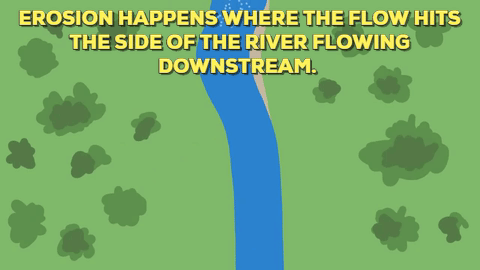 EROSION HAPPENS WHERE THE FLOW HITS
THE SIDE OF THE RIVER FLOWING
DOWNSTREAM.